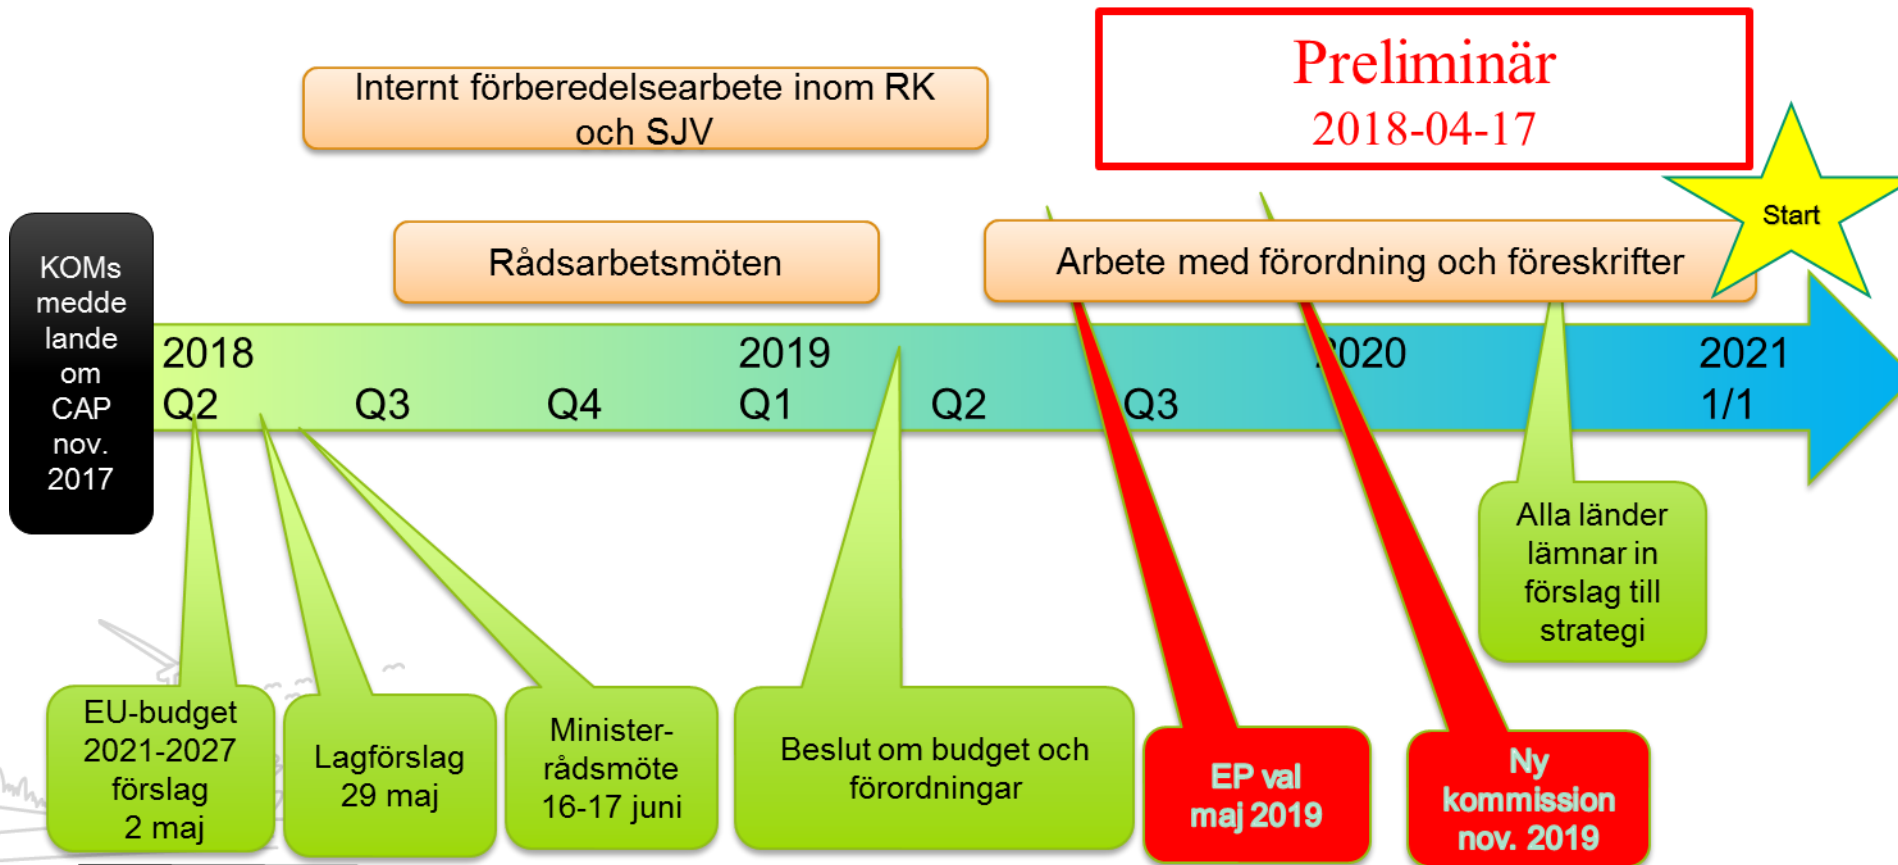 Internt förberedelsearbete inom RK
och SJV
Preliminär
2018-04-17
Start
KOMs
medde
lande
om
CAP
nov.
2017
Rådsarbetsmöten
Arbete med förordning och föreskrifter
2018
2019
2020
2021
Q2
Q3
Q4
Q1
Q2
Q3
1/1
Alla länder
lämnar in
förslag till
strategi
EU-budget
2021-2027
förslag
2 maj
Lagförslag
29 maj
Minister-
rådsmöte
16-17 juni
Beslut om budget och
förordningar
EP val
maj 2019
Ny
kommission
nov. 2019